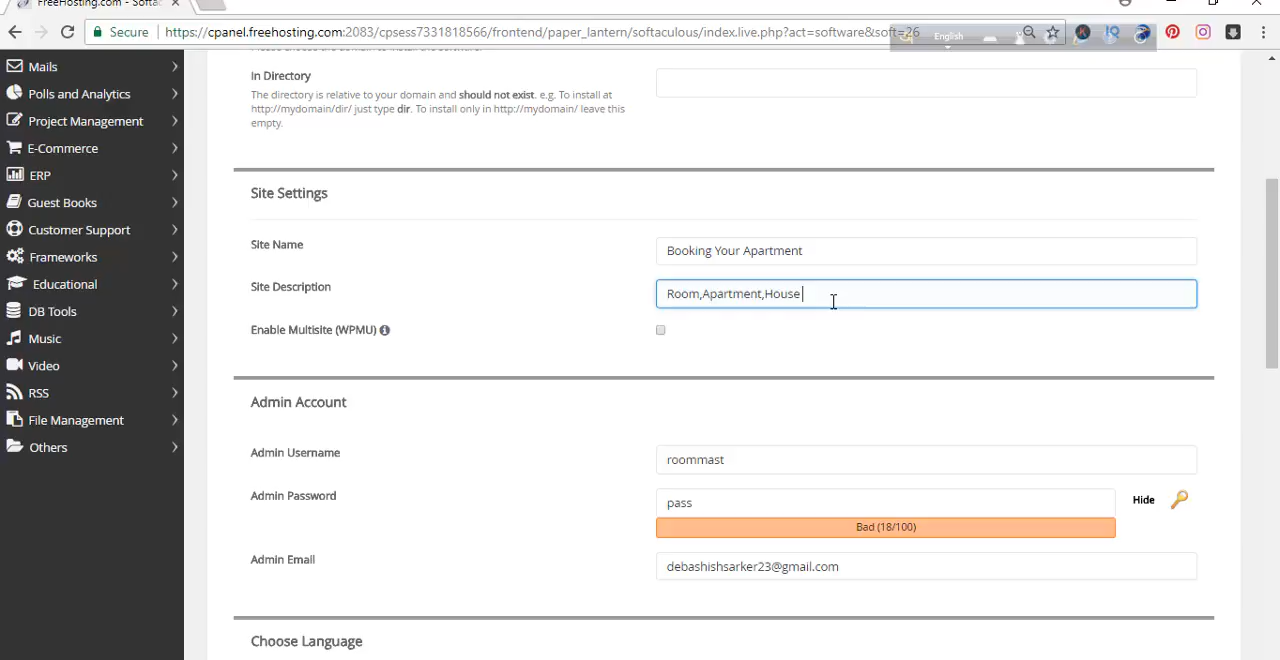 FreeHosting.com - Softac
Secure https://cpanel.freehosting.com:2083/cpsess7331818566/frontend/paper_lantern/softaculous/index.live.php?act=software&soft=26
English
Mails
Polls and Analytics
Project Management
E-Commerce
ERP
Guest Books
Customer Support
Frameworks
Educational
DB Tools
Music
Video
RSS
File Management
Others
In Directory
The directory is relative to your domain and should not exist. e.g. To install at
http://mydomain/dir/ just type dir. To install only in http://mydomain/ leave this
empty.
Site Settings
Site Name
Booking Your Apartment
Site Description
Room,Apartment,House
Enable Multisite (WPMU)
Admin Account
Admin Username
roommast
Admin Password
pass
Hide
Bad (18/100)
Admin Email
debashishsarker23@gmail.com
Choose Language